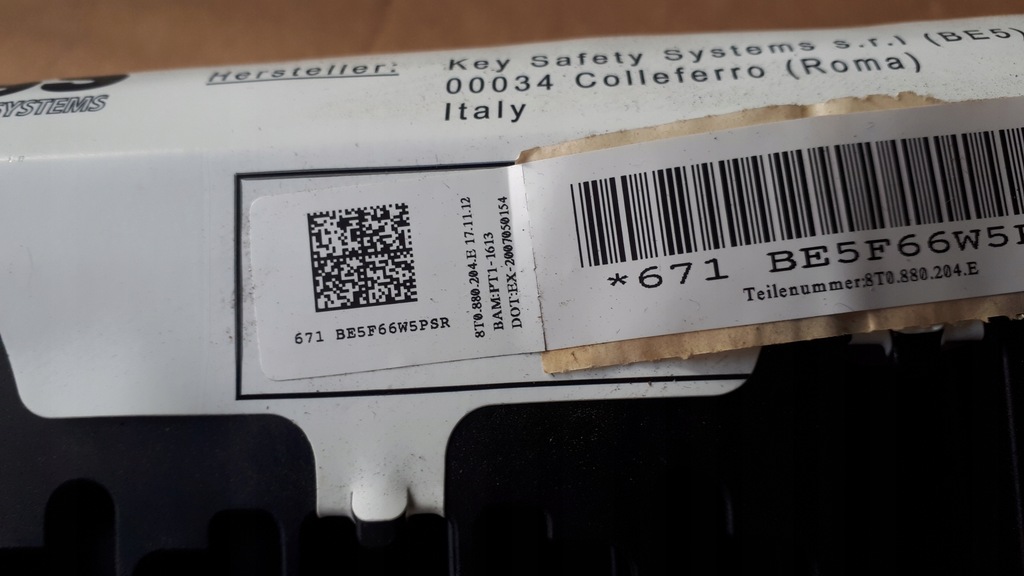 SYSTEMS
Hersteller:
Key Safety Systems s.r.l (BE5)
00034 Colleferro (Roma)
Italy
671 BE5F66W5PSR
8T0.880.204.E 17.11.12
BAM:PT1-1613
DOT:EX-2007050154
*671 BE5F66W5
Teilenummer:8T0.880.204.E